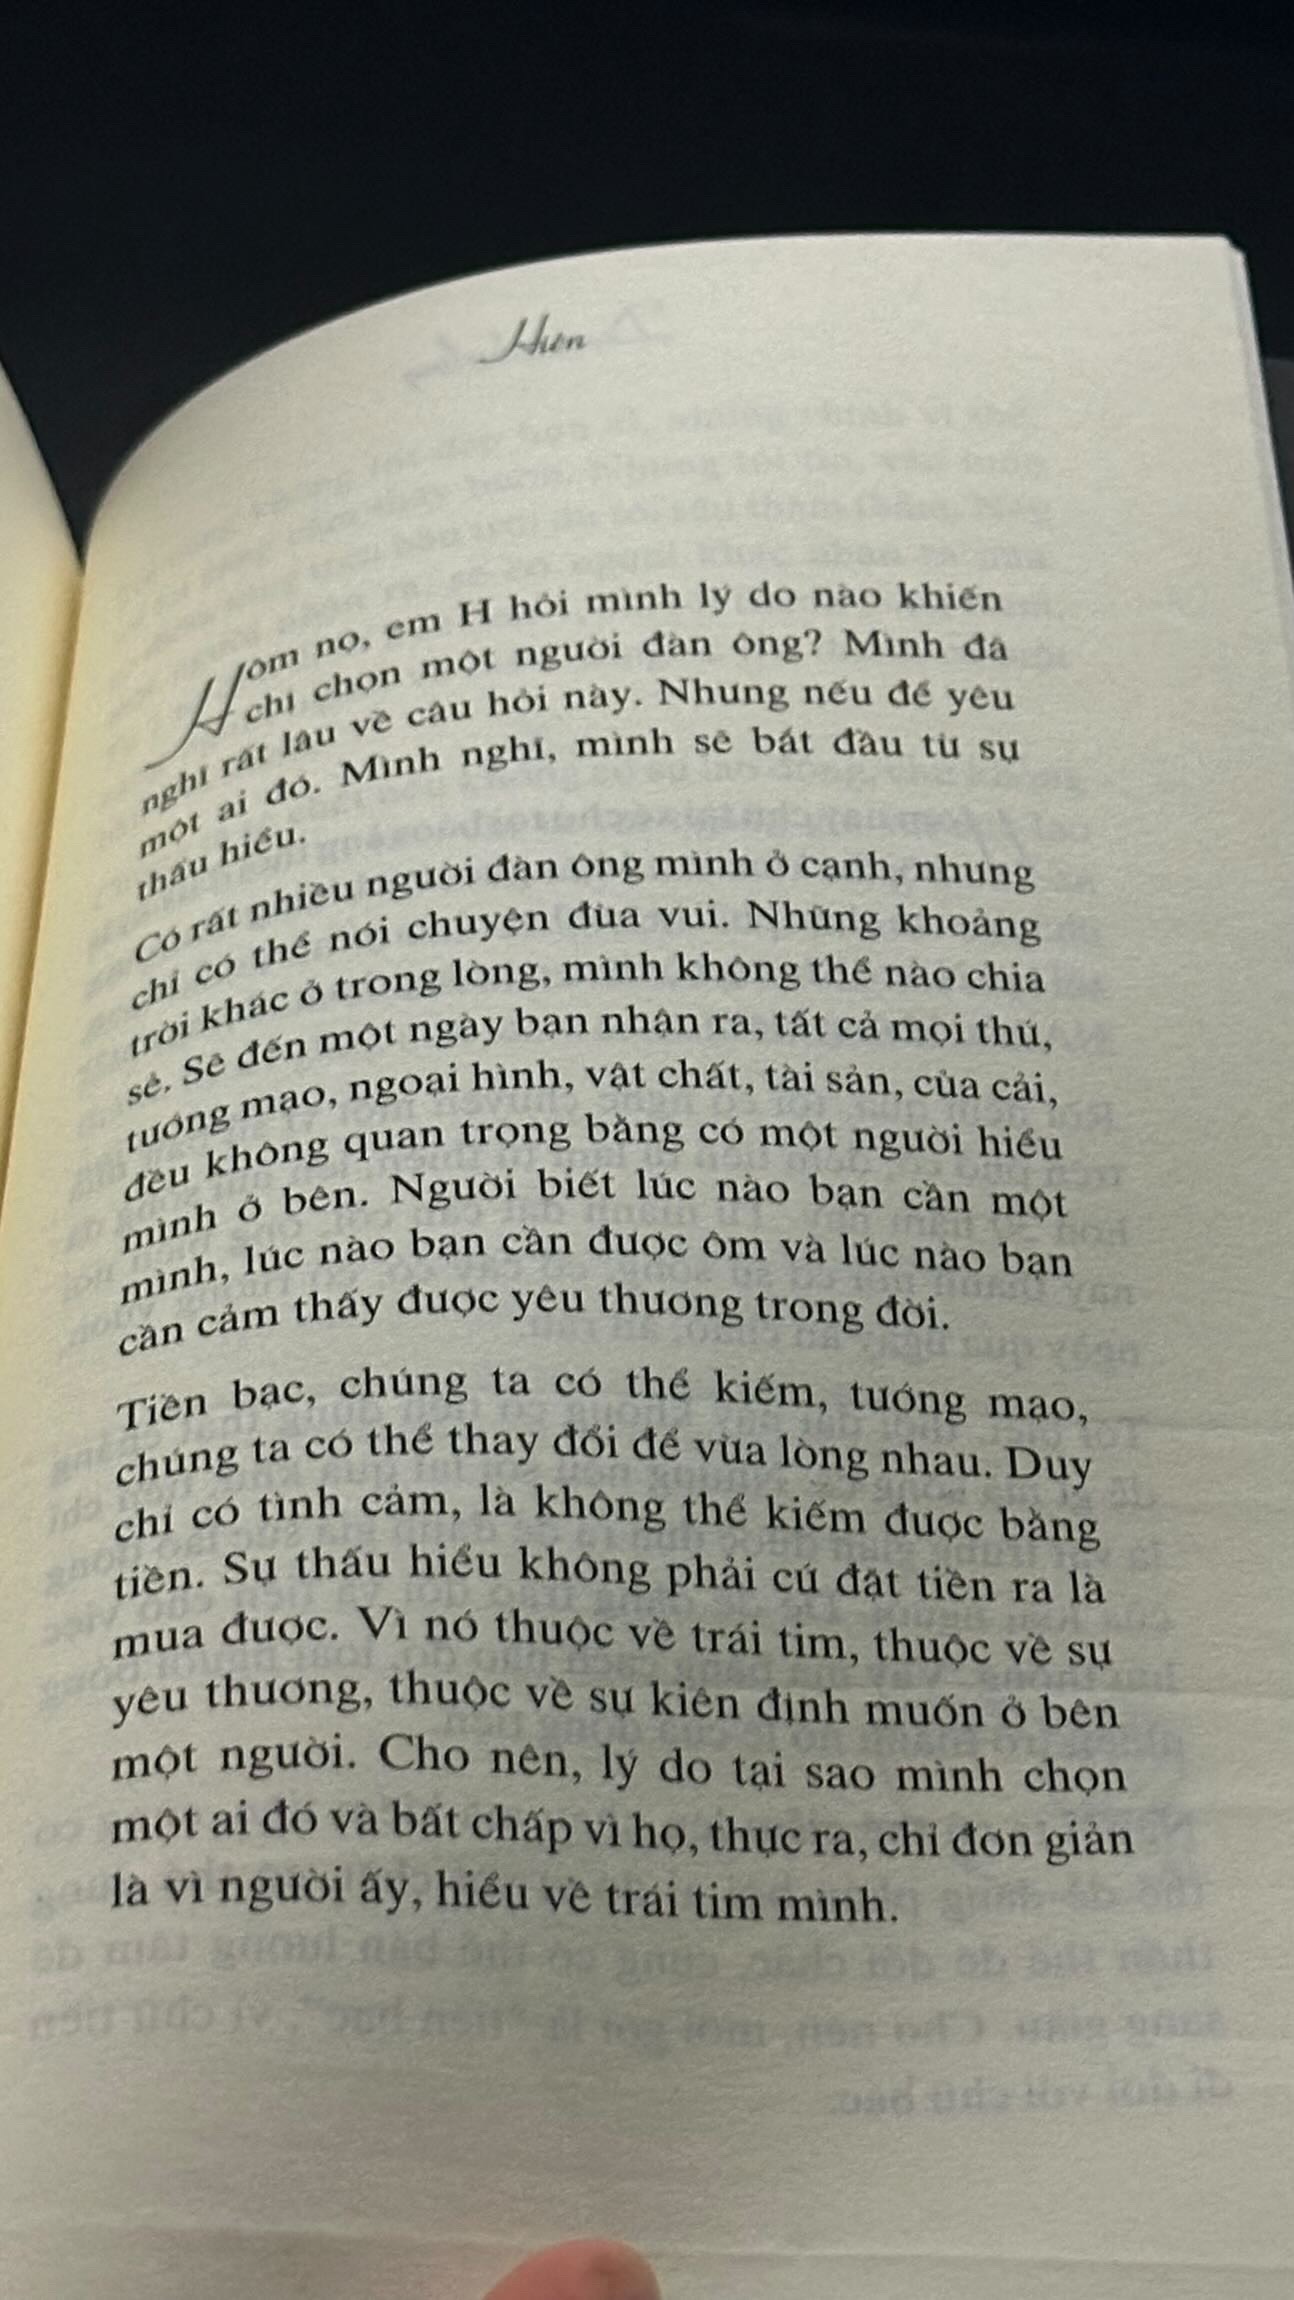 Hiên
Hôm nọ, em H hỏi mình lý do nào khiến
chị chọn một người đàn ông? Mình đã
nghĩ rất lâu về câu hỏi này. Nhưng nếu để yêu
một ai đó. Mình nghĩ, mình sẽ bắt đầu từ sự
thấu hiểu.
Có rất nhiều người đàn ông mình ở cạnh, nhưng
chỉ có thể nói chuyện đùa vui. Những khoảng
trời khác ở trong lòng, mình không thể nào chia
sẻ. Sẽ đến một ngày bạn nhận ra, tất cả mọi thứ,
tướng mạo, ngoại hình, vật chất, tài sản, của cải,
đều không quan trọng bằng có một người hiểu
mình ở bên. Người biết lúc nào bạn cần một
mình, lúc nào bạn cần được ôm và lúc nào bạn
cần cảm thấy được yêu thương trong đời.
Tiền bạc, chúng ta có thể kiếm, tướng mạo,
chúng ta có thể thay đổi để vừa lòng nhau. Duy
chỉ có tình cảm, là không thể kiếm được bằng
tiền. Sự thấu hiểu không phải cứ đặt tiền ra là
mua được. Vì nó thuộc về trái tim, thuộc về sự
yêu thương, thuộc về sự kiên định muốn ở bên
một người. Cho nên, lý do tại sao mình chọn
một ai đó và bất chấp vì họ, thực ra, chỉ đơn giản
là vì người ấy, hiểu về trái tim mình.